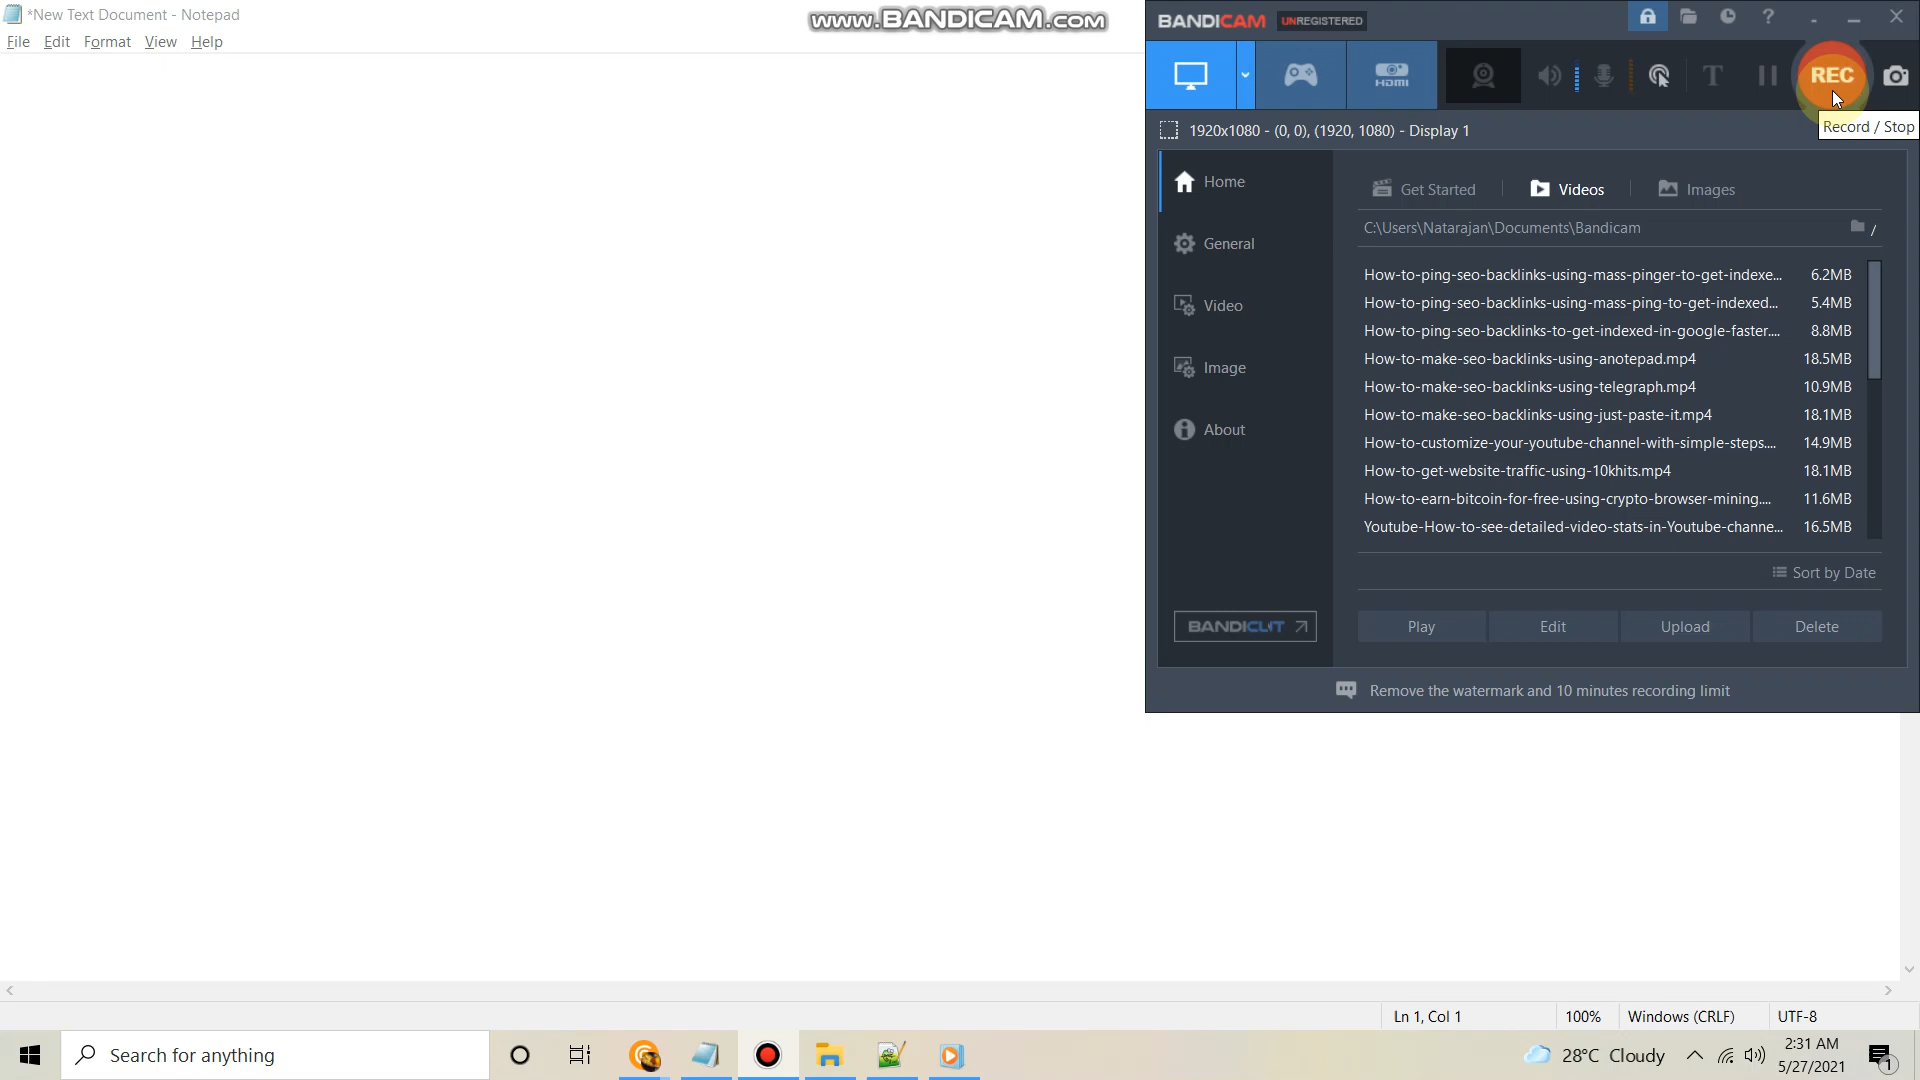 *New Text Document - Notepad
File Edit Format View Help
www.BANDICAM.com
BANDICAM UNREGISTERED
?
HDMI
T
REC
Record / Stop
1920x1080 - (0, 0), (1920, 1080) - Display 1
Home
General
Video
Image
About
BANDICUT
Get Started
Videos
Images
C:\Users\Natarajan\Documents\Bandicam
/
How-to-ping-seo-backlinks-using-mass-pinger-to-get-indexe... 6.2MB
How-to-ping-seo-backlinks-using-mass-ping-to-get-indexed... 5.4MB
How-to-ping-seo-backlinks-to-get-indexed-in-google-faster.... 8.8MB
How-to-make-seo-backlinks-using-anotepad.mp4 18.5MB
How-to-make-seo-backlinks-using-telegraph.mp4 10.9MB
How-to-make-seo-backlinks-using-just-paste-it.mp4 18.1MB
How-to-customize-your-youtube-channel-with-simple-steps.... 14.9MB
How-to-get-website-traffic-using-10khits.mp4 18.1MB
How-to-earn-bitcoin-for-free-using-crypto-browser-mining.... 11.6MB
Youtube-How-to-see-detailed-video-stats-in-Youtube-channe... 16.5MB
Sort by Date
Play Edit Upload Delete
Remove the watermark and 10 minutes recording limit
Ln 1, Col 1 100% Windows (CRLF) UTF-8
Search for anything
28°C Cloudy
2:31 AM
5/27/2021
1